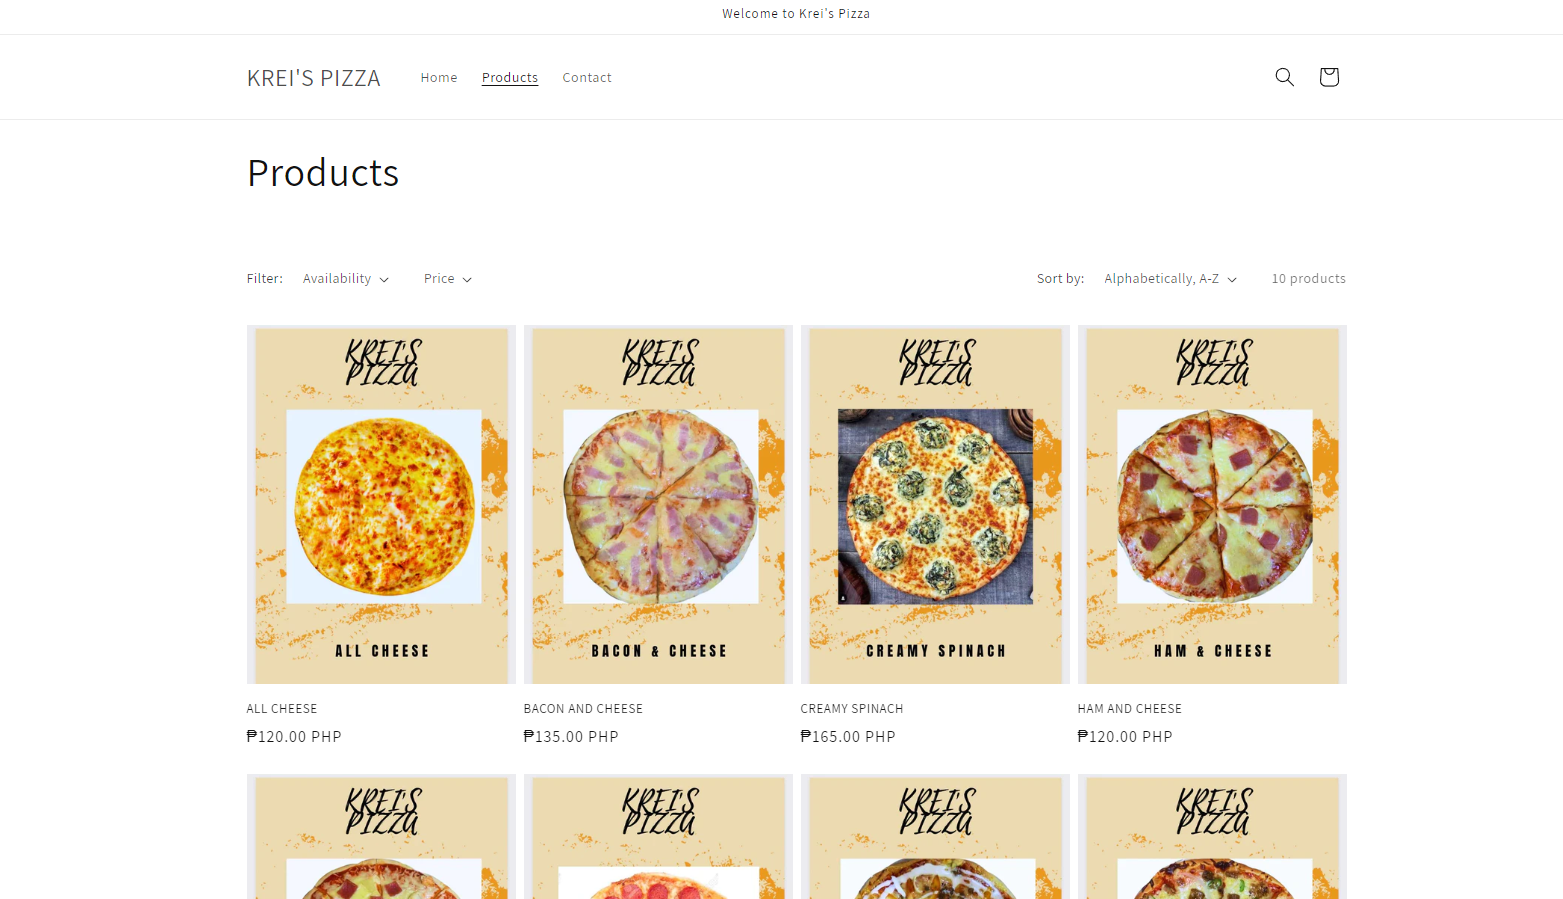 Welcome to Krei's Pizza
KREI'S PIZZA Home Products Contact
Products
Filter: Availability Price Sort by: Alphabetically, A-Z 10 products
KREI'S PIZZA
ALL CHEESE
KREI'S PIZZA
BACON & CHEESE
KREI'S PIZZA
CREAMY SPINACH
KREI'S PIZZA
HAM & CHEESE
ALL CHEESE
₱120.00 PHP
BACON AND CHEESE
₱135.00 PHP
CREAMY SPINACH
₱165.00 PHP
HAM AND CHEESE
₱120.00 PHP
KREI'S PIZZA
KREI'S PIZZA
KREI'S PIZZA
KREI'S PIZZA